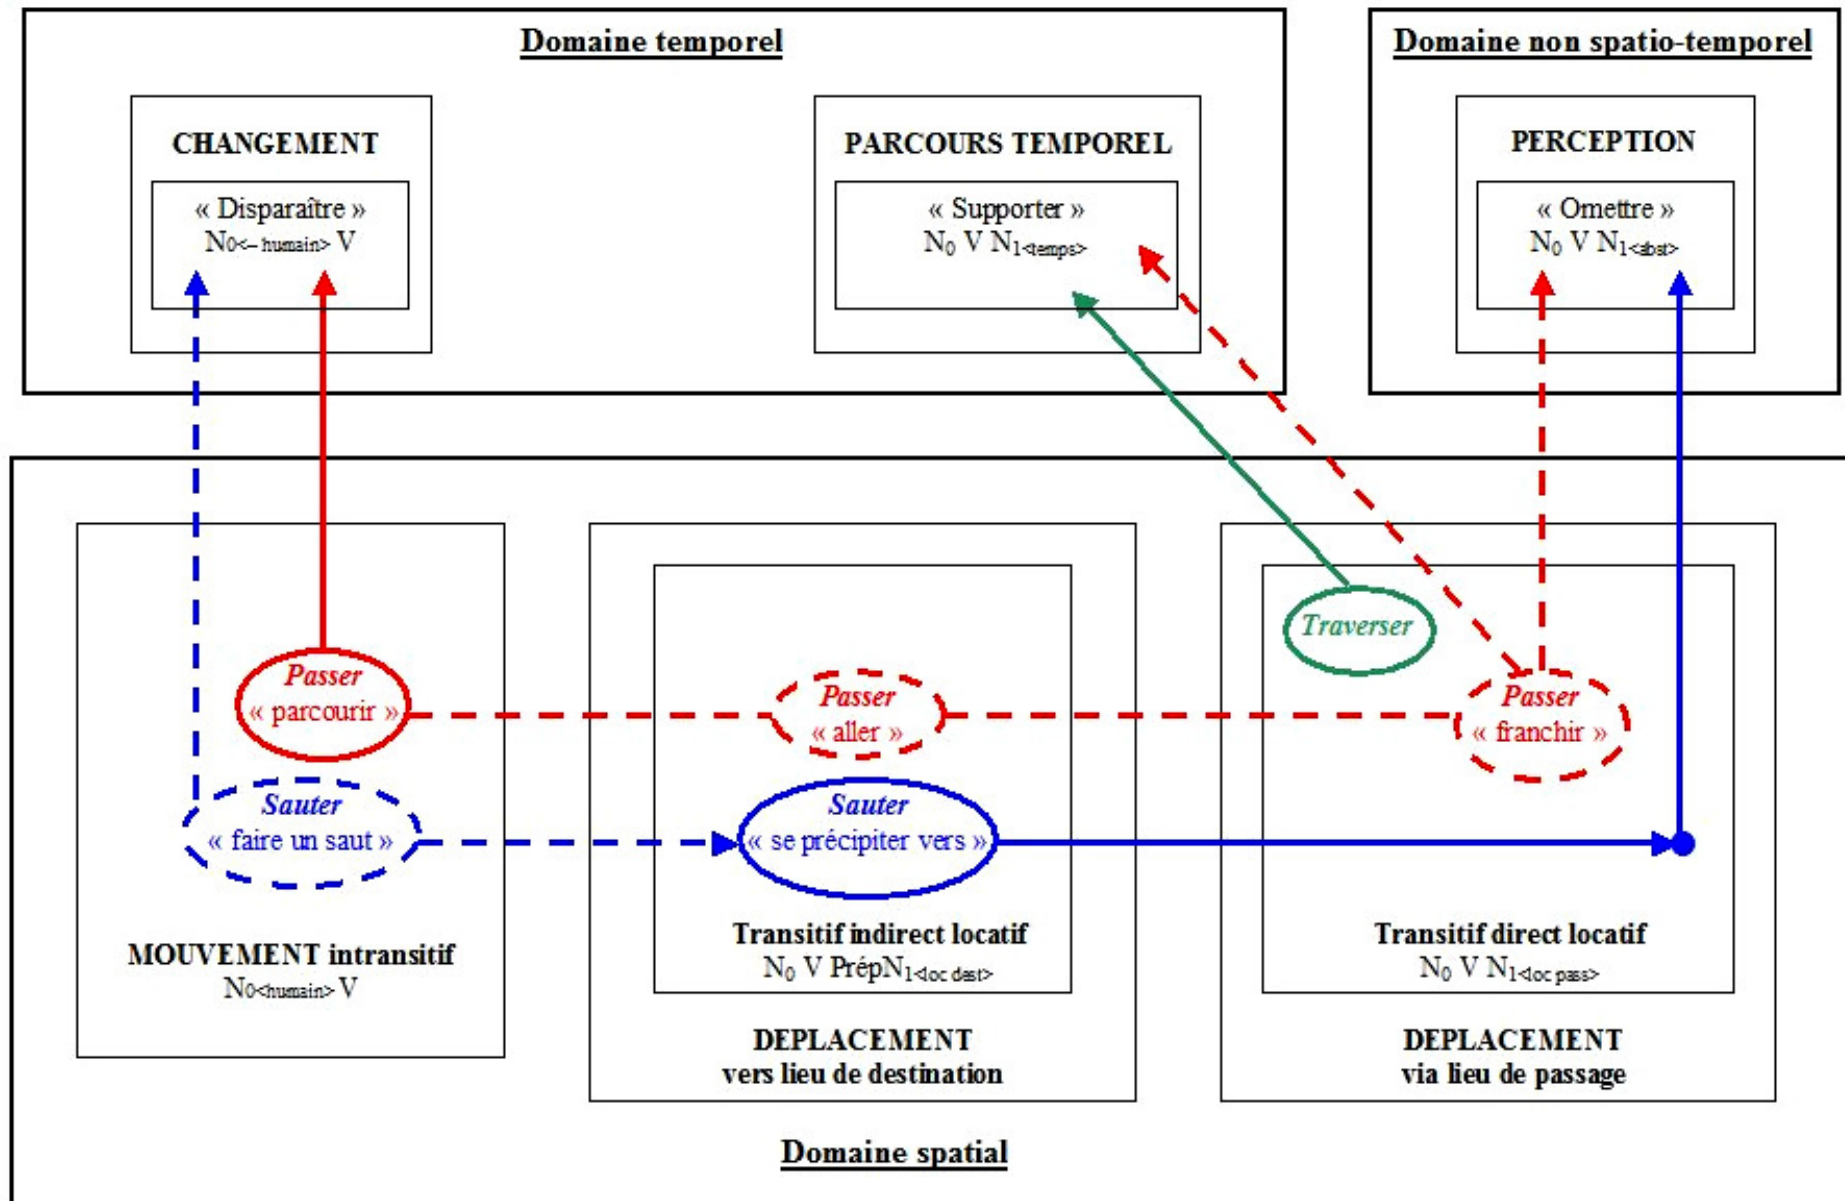 Domaine temporel
Domaine non spatio-temporel
CHANGEMENT
« Disparaître »
N0<– humain> V
PARCOURS TEMPOREL
« Supporter »
N0 V N1<temps>
PERCEPTION
« Omettre »
N0 V N1<abst>
Traverser
Passer
« parcourir »
Passer
« aller »
Passer
« franchir »
Sauter
« faire un saut »
Sauter
« se précipiter vers »
MOUVEMENT intransitif
N0<humain> V
Transitif indirect locatif
N0 V PrépN1<loc dest>
DEPLACEMENT
vers lieu de destination
Transitif direct locatif
N0 V N1<loc pass>
DEPLACEMENT
via lieu de passage
Domaine spatial